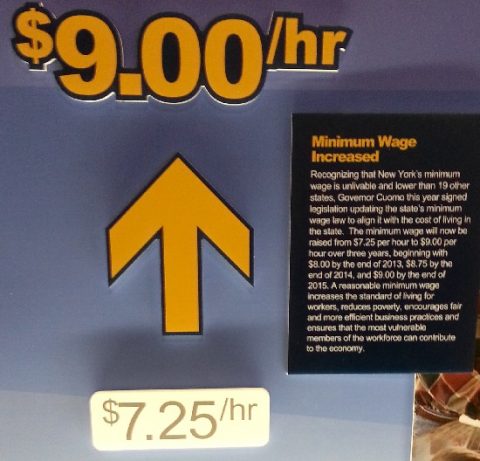 $9.00/hr
Minimum Wage
Increased
Recognizing that New York's minimum
wage is unlivable and lower than 19 other
states, Governor Cuomo this year signed
legislation updating the state's minimum
wage law to align it with the cost of living in
the state. The minimum wage will now be
raised from $7.25 per hour to $9.00 per
hour over three years, beginning with
$8.00 by the end of 2013, $8.75 by the
end of 2014, and $9.00 by the end of
2015. A reasonable minimum wage
increases the standard of living for
workers, reduces poverty, encourages fair
and more efficient business practices and
ensures that the most vulnerable
members of the workforce can contribute
to the economy.
$7.25/hr